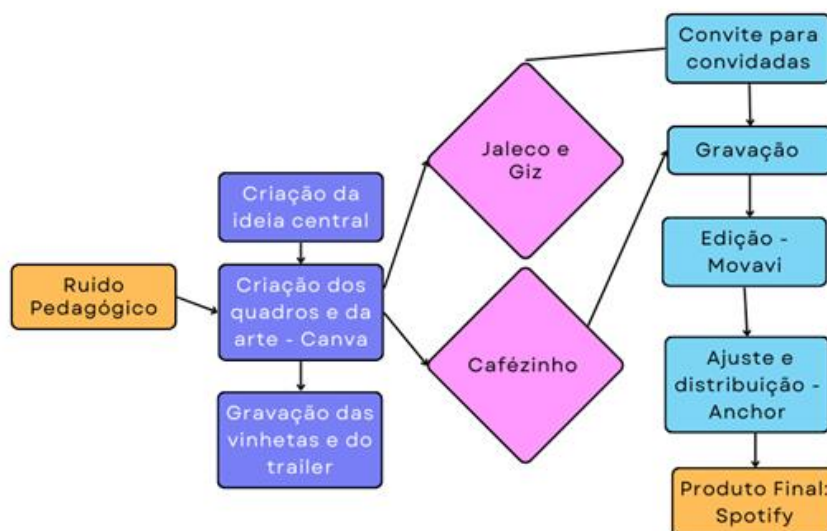 Ruido
Pedagógico
Criação da
ideia central
Criação dos
quadros e da
arte - Canva
Gravação das
vinhetas e do
trailer
Jaleco e
Giz
Cafézinho
Convite para
convidadas
Gravação
Edição -
Movavi
Ajuste e
distribuição -
Anchor
Produto Final:
Spotify